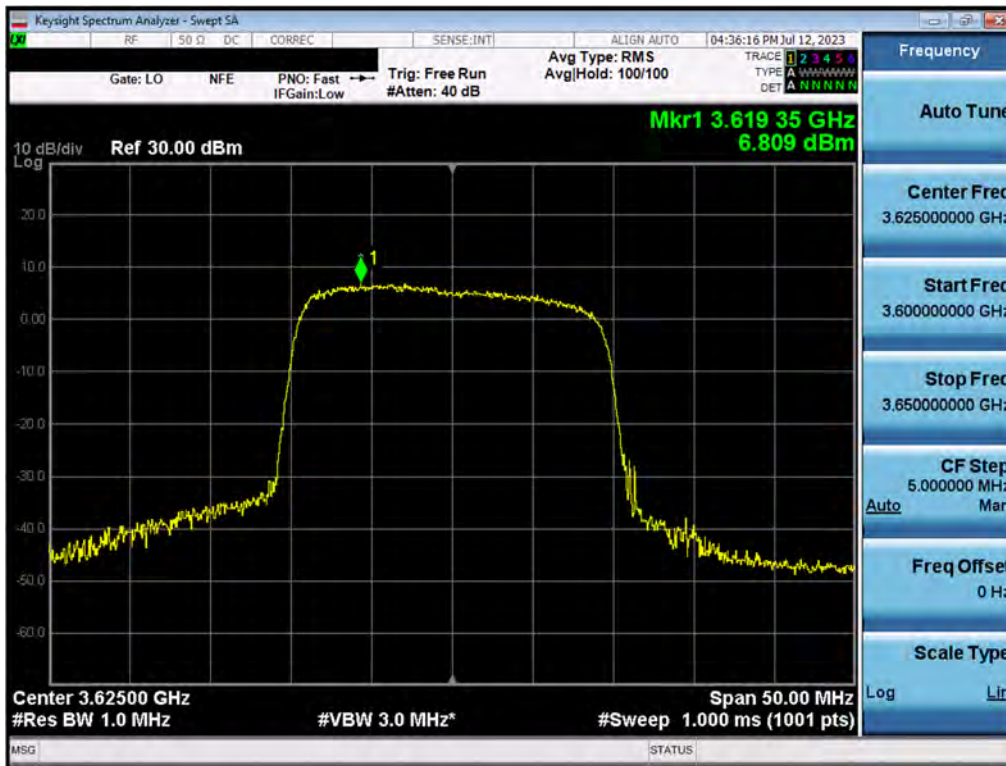 Keysight Spectrum Analyzer - Swept SA
LXI RF 50 Ω DC CORREC SENSE:INT ALIGN AUTO 04:36:16 PM Jul 12, 2023
Frequency
Gate: LO NFE PNO: Fast Trig: Free Run Avg Type: RMS TRACE 1 2 3 4 5 6
IFGain:Low #Atten: 40 dB Avg|Hold: 100/100 TYPE A WWWWW
DET A N N N N N
Auto Tune
Mkr1 3.619 35 GHz
6.809 dBm
10 dB/div Ref 30.00 dBm
Log
20.0
10.0
0.00
-10.0
-20.0
-30.0
-40.0
-50.0
-60.0
1
Center Freq
3.625000000 GHz
Start Freq
3.600000000 GHz
Stop Freq
3.650000000 GHz
CF Step
5.000000 MHz
Auto Man
Freq Offset
0 Hz
Scale Type
Log Lin
Center 3.62500 GHz Span 50.00 MHz
#Res BW 1.0 MHz #VBW 3.0 MHz* #Sweep 1.000 ms (1001 pts)
MSG STATUS